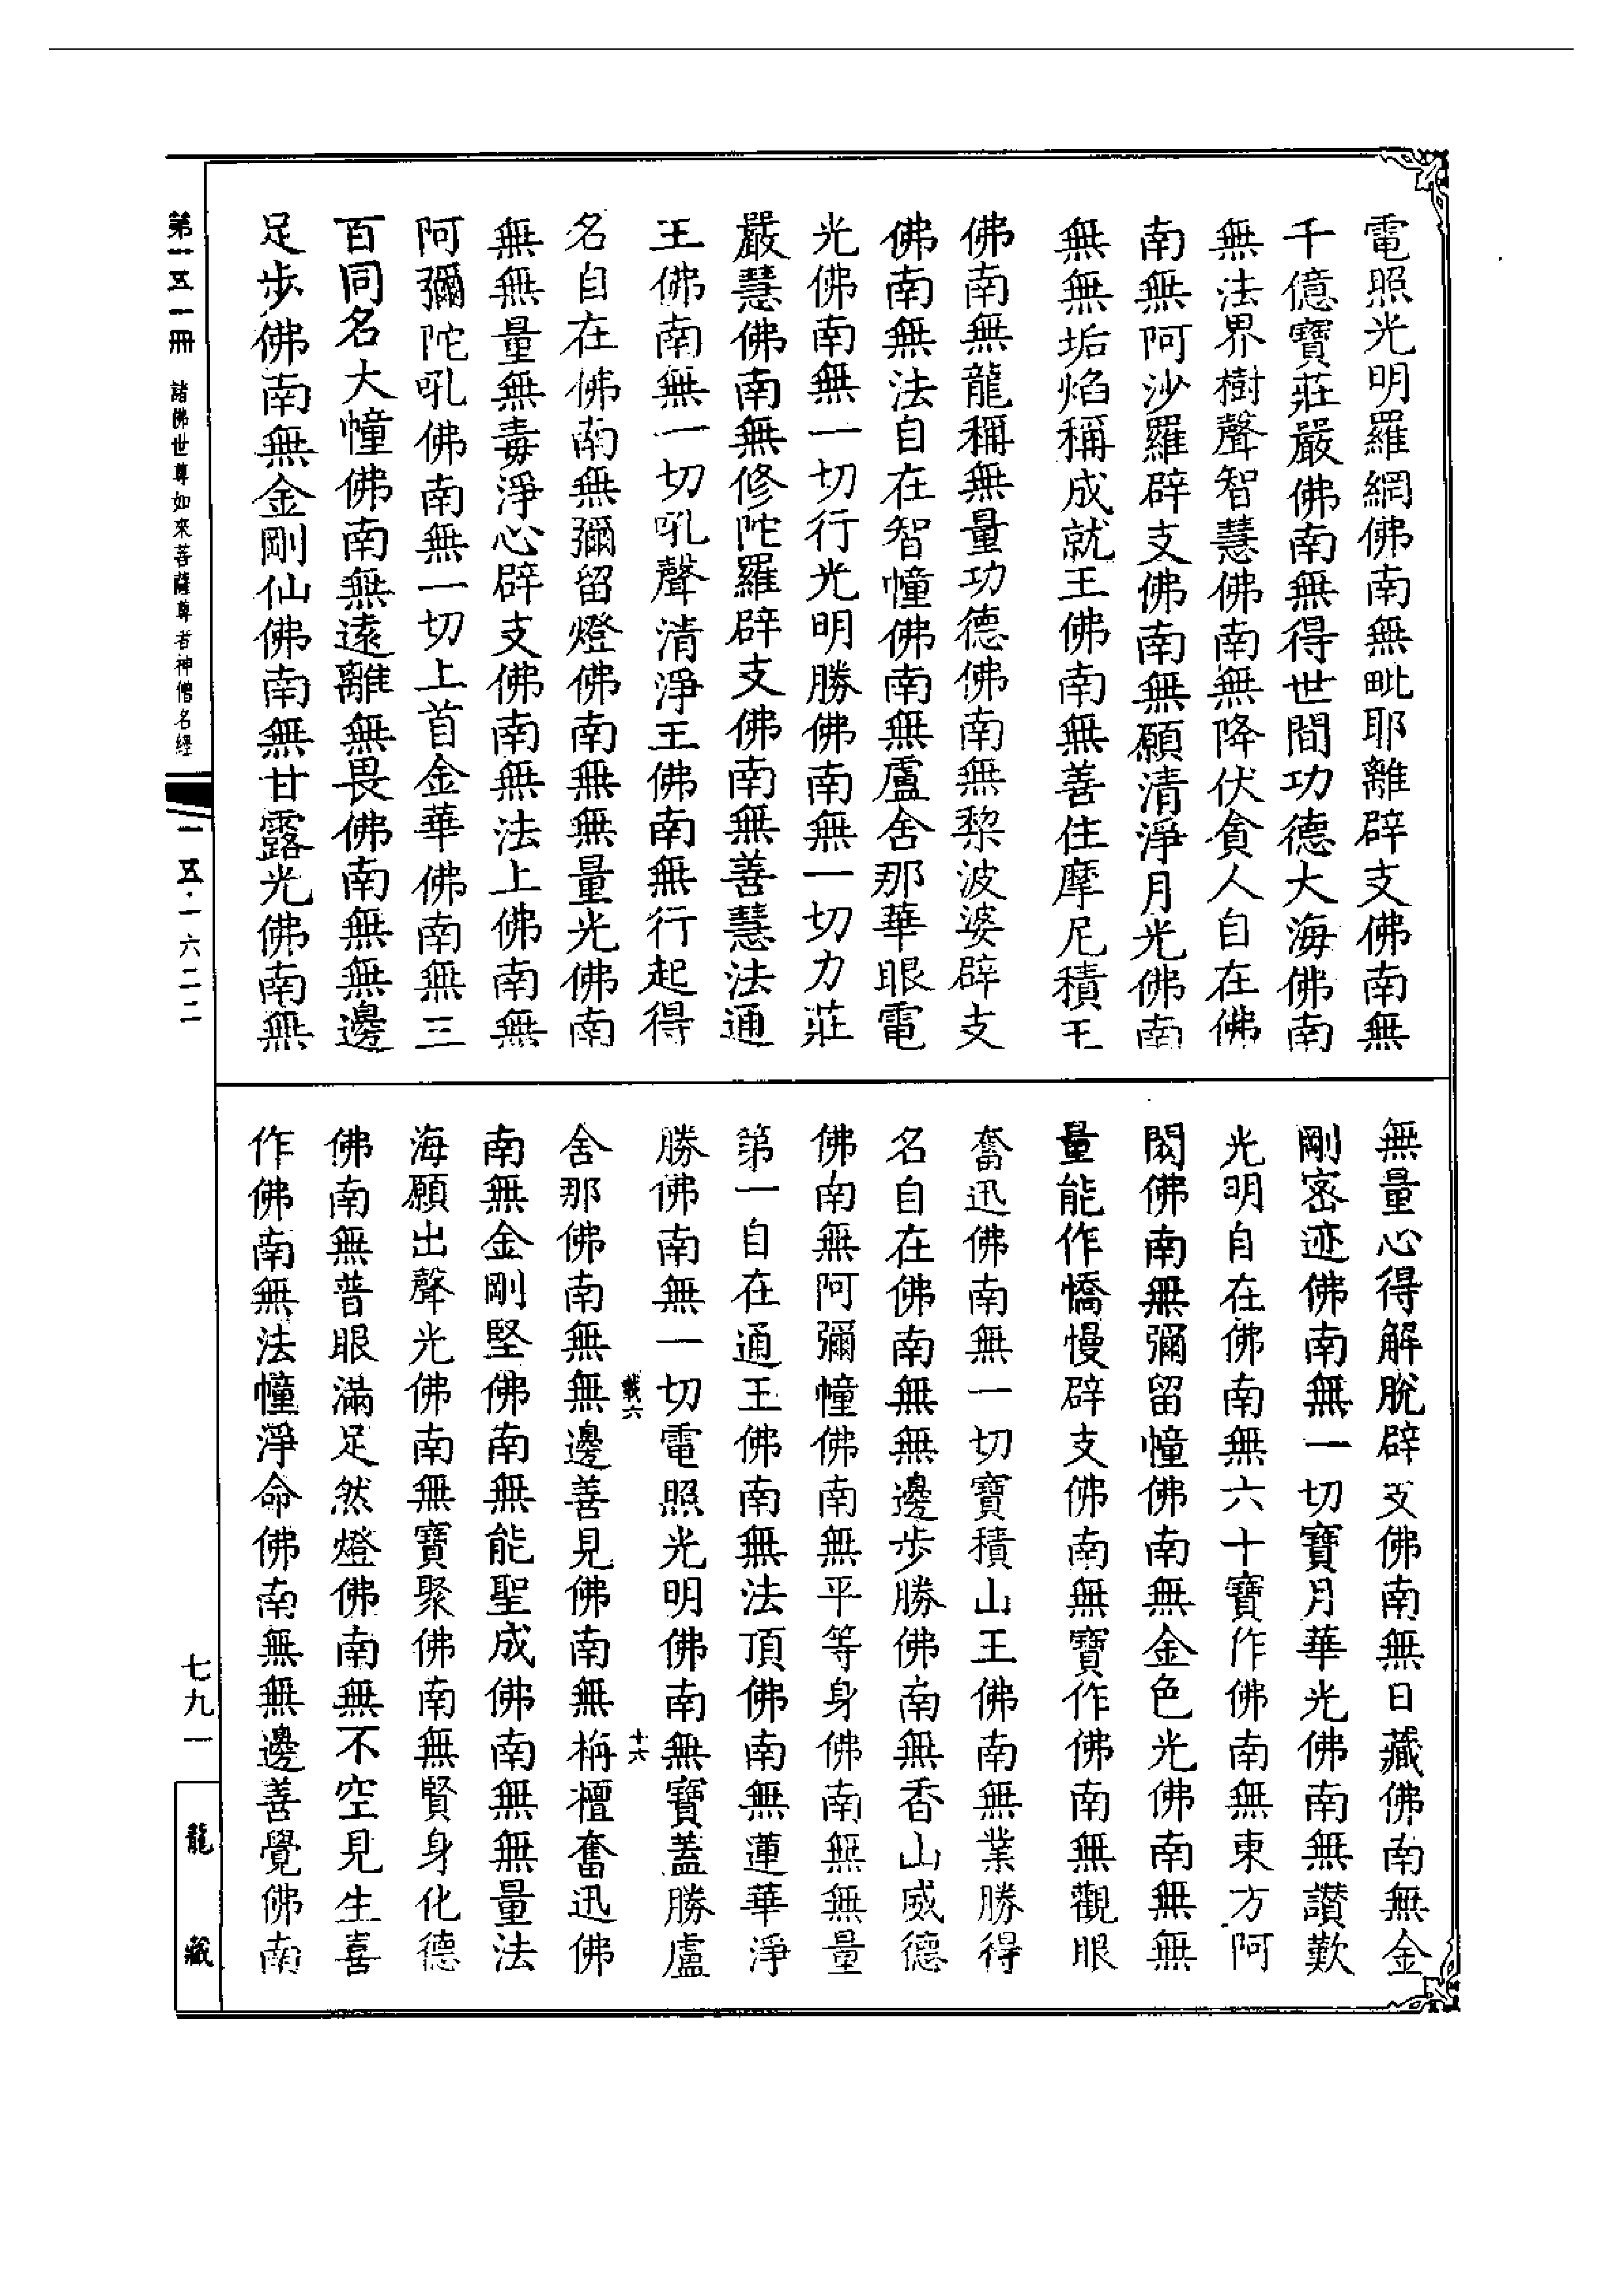 電照光明羅網佛南無毗耶離辟支佛南無
千億寶莊嚴佛南無得世間功德大海佛南
無法界樹聲智慧佛南無降伏貪人自在佛
南無阿沙羅辟支佛南無願清淨月光佛南
無無垢焰稱成就王佛南無善住摩尼積王
佛南無龍稱無量功德佛南無黎波婆辟支
佛南無法自在智幢佛南無盧舍那華眼電
光佛南無一切行光明勝佛南無一切力莊
嚴慧佛南無修陀羅辟支佛南無善慧法通
王佛南無一切吼聲清淨王佛南無行起得
名自在佛南無彌留燈佛南無無量光佛南
無無量無毒淨心辟支佛南無法上佛南無
阿彌陀吼佛南無一切上首金華佛南無三
百同名大幢佛南無遠離無畏佛南無無邊
足步佛南無金剛仙佛南無甘露光佛南無
無量心得解脫辟支佛南無日藏佛南無金
剛密迹佛南無一切寶月華光佛南無讚歎
光明自在佛南無六十寶作佛南無東方阿
閦佛南無彌留幢佛南無金色光佛南無無
量能作憍慢辟支佛南無寶作佛南無觀眼
奮迅佛南無一切寶積山王佛南無業勝得
名自在佛南無無邊步勝佛南無香山威德
佛南無阿彌幢佛南無平等身佛南無無量
第一自在通王佛南無法頂佛南無蓮華淨
勝佛南無一切電照光明佛南無寶蓋勝盧
載六
十六
舍那佛南無無邊善見佛南無栴檀奮迅佛
南無金剛堅佛南無能聖成佛南無無量法
海願出聲光佛南無寶聚佛南無賢身化德
佛南無普眼滿足然燈佛南無不空見生喜
作佛南無法幢淨命佛南無無邊善覺佛南
第一五一冊
諸佛世尊如來菩薩尊者神僧名經
一五·一六二二
七九一
龍藏